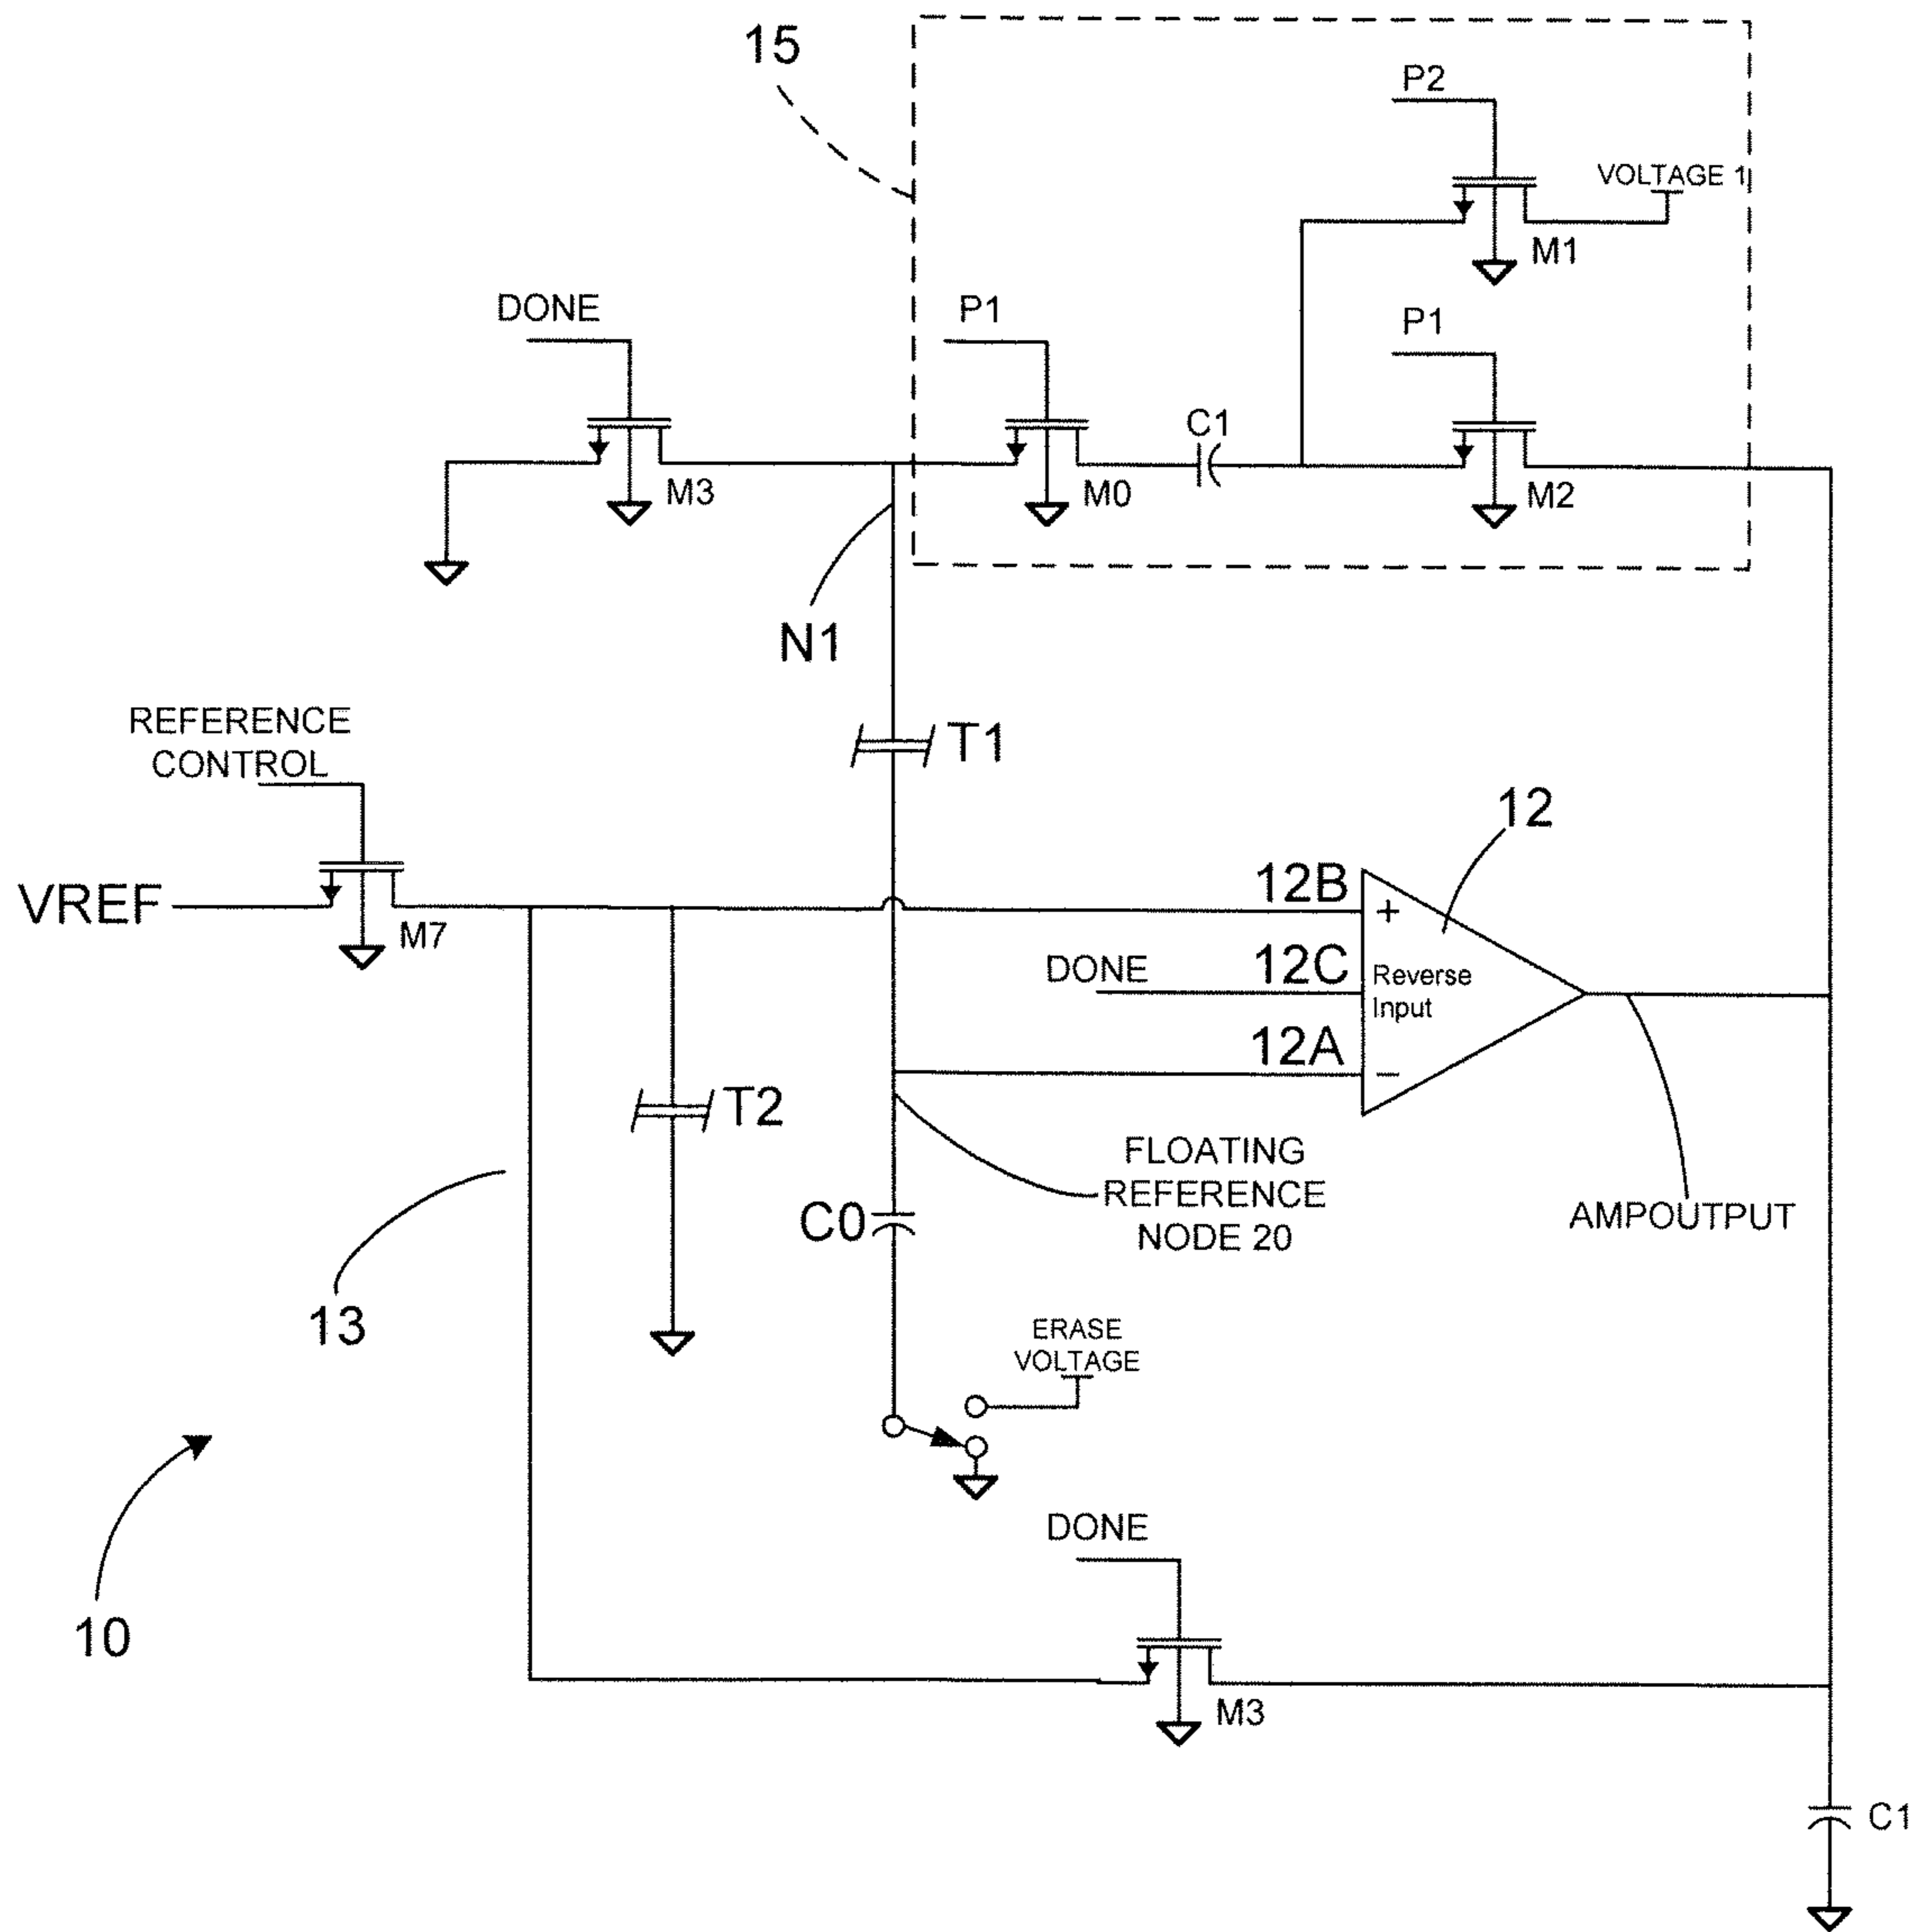 15
P2
VOLTAGE 1
M1
DONE
P1
P1
C1
M3
M0
M2
N1
REFERENCE
CONTROL
T1
12
VREF
12B
+
M7
DONE
12C
Reverse
Input
12A
−
T2
FLOATING
REFERENCE
NODE 20
C0
AMPOUTPUT
13
ERASE
VOLTAGE
DONE
10
M3
C1